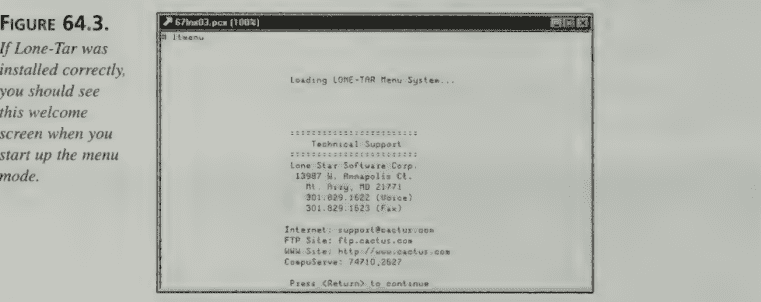 FIGURE 64.3.
If Lone-Tar was
installed correctly,
you should see
this welcome
screen when you
start up the menu
mode.
67lnx03.pcx (100%)
# ltmenu
Loading LONE-TAR Menu System...
::::::::::::::::::::::::
Technical Support
::::::::::::::::::::::::
Lone Star Software Corp.
13987 W. Annapolis Ct.
Mt. Airy, MD 21771
301.829.1622 (Voice)
301.829.1623 (Fax)
Internet: support@cactus.com
FTP Site: ftp.cactus.com
WWW Site: http://www.cactus.com
CompuServe: 74710,2527
Press <Return> to continue